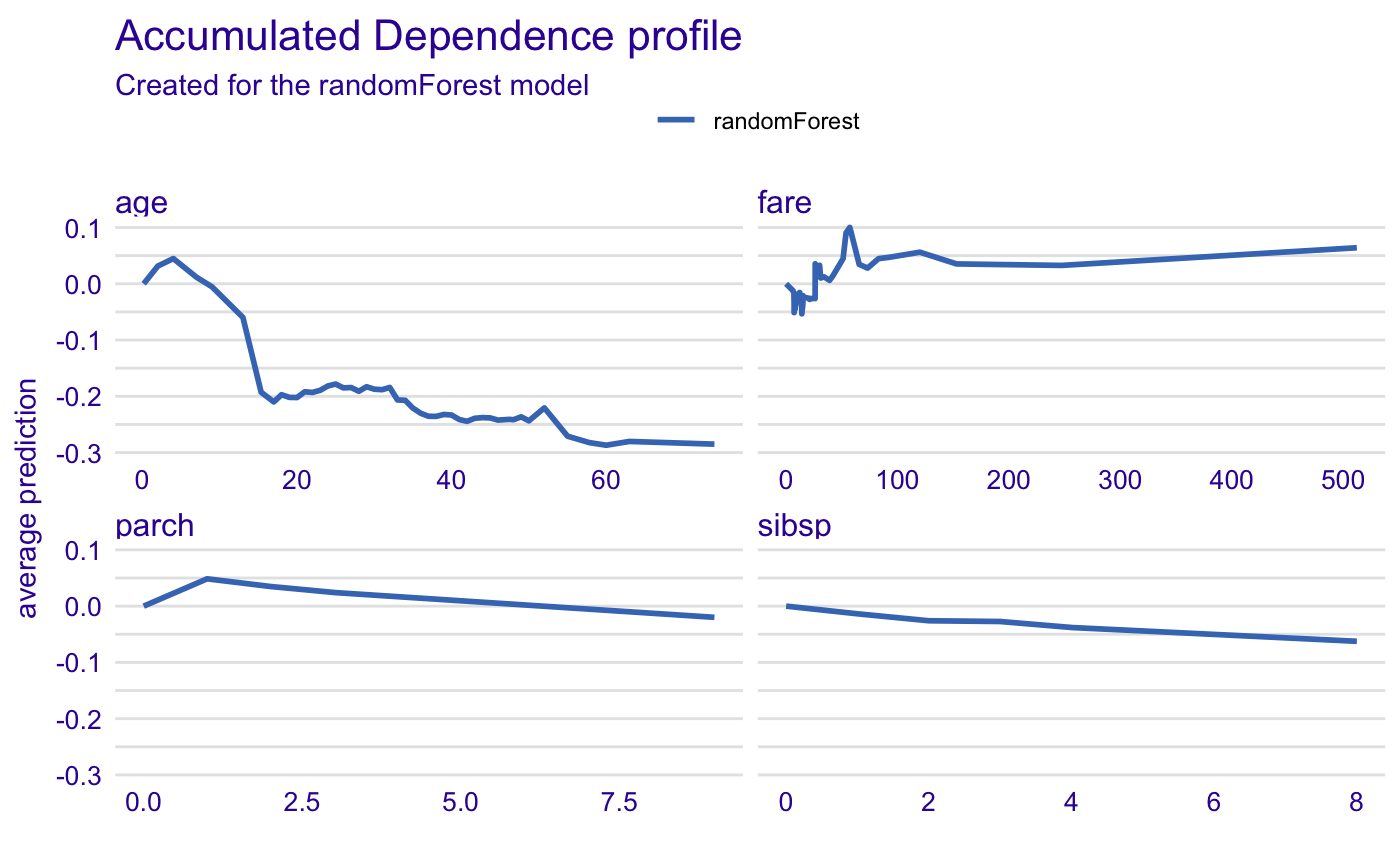 Accumulated Dependence profile
Created for the randomForest model
randomForest
age
fare
0.1
0.0
-0.1
-0.2
-0.3
0 20 40 60
0 100 200 300 400 500
average prediction
parch
sibsp
0.1
0.0
-0.1
-0.2
-0.3
0.0 2.5 5.0 7.5
0 2 4 6 8